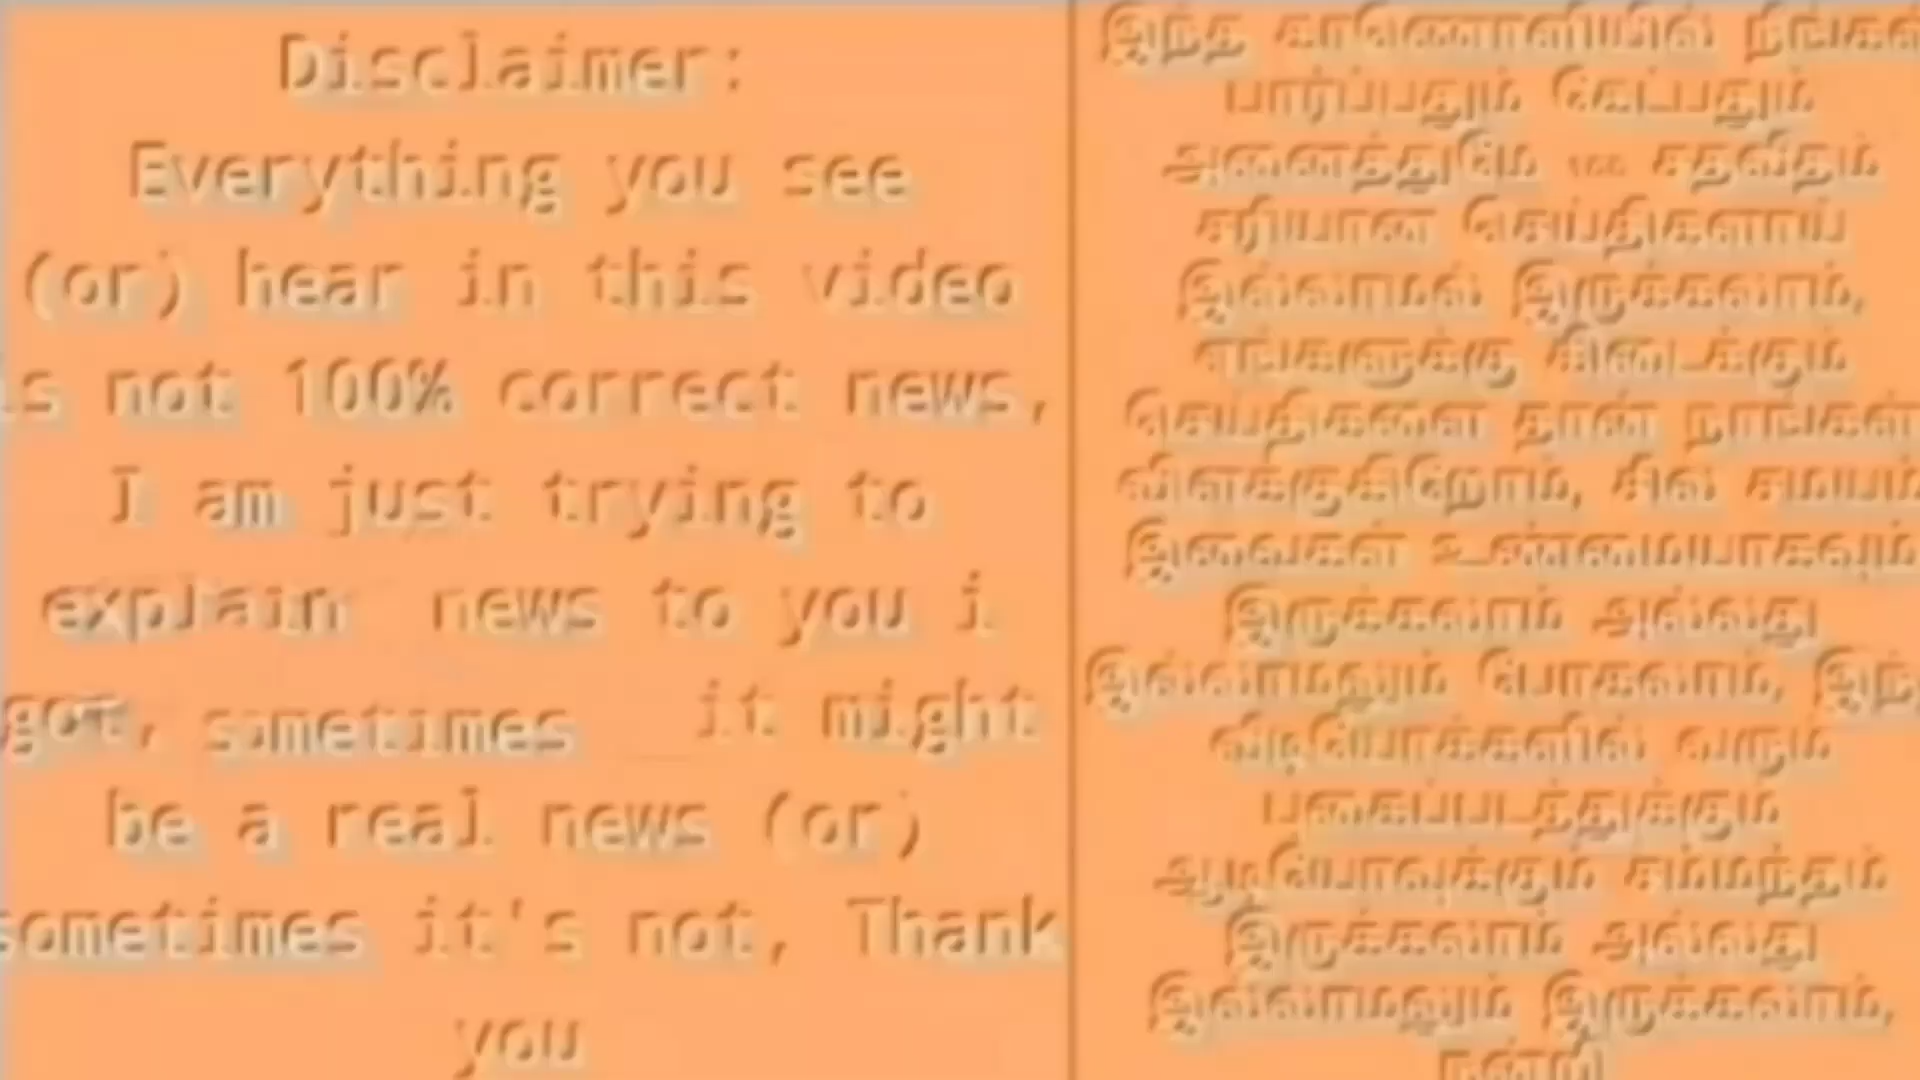 Disclaimer:
Everything you see
(or) hear in this video
is not 100% correct news,
I am just trying to
explain news to you i
got, sometimes it might
be a real news (or)
sometimes it's not, Thank
you
இந்த காணொளியில் நீங்கள்
பார்ப்பதும் கேட்பதும்
அனைத்துமே 100 சதவீதம்
சரியான செய்திகளாய்
இல்லாமல் இருக்கலாம்,
எங்களுக்கு கிடைக்கும்
செய்திகளை தான் நாங்கள்
விளக்குகிறோம், சில சமயம்
இவைகள் உண்மையாகவும்
இருக்கலாம் அல்லது
இல்லாமலும் போகலாம், இந்த
வீடியோக்களில் வரும்
புகைப்படத்துக்கும்
ஆடியோவுக்கும் சம்மந்தம்
இருக்கலாம் அல்லது
இல்லாமலும் இருக்கலாம்,
நன்றி